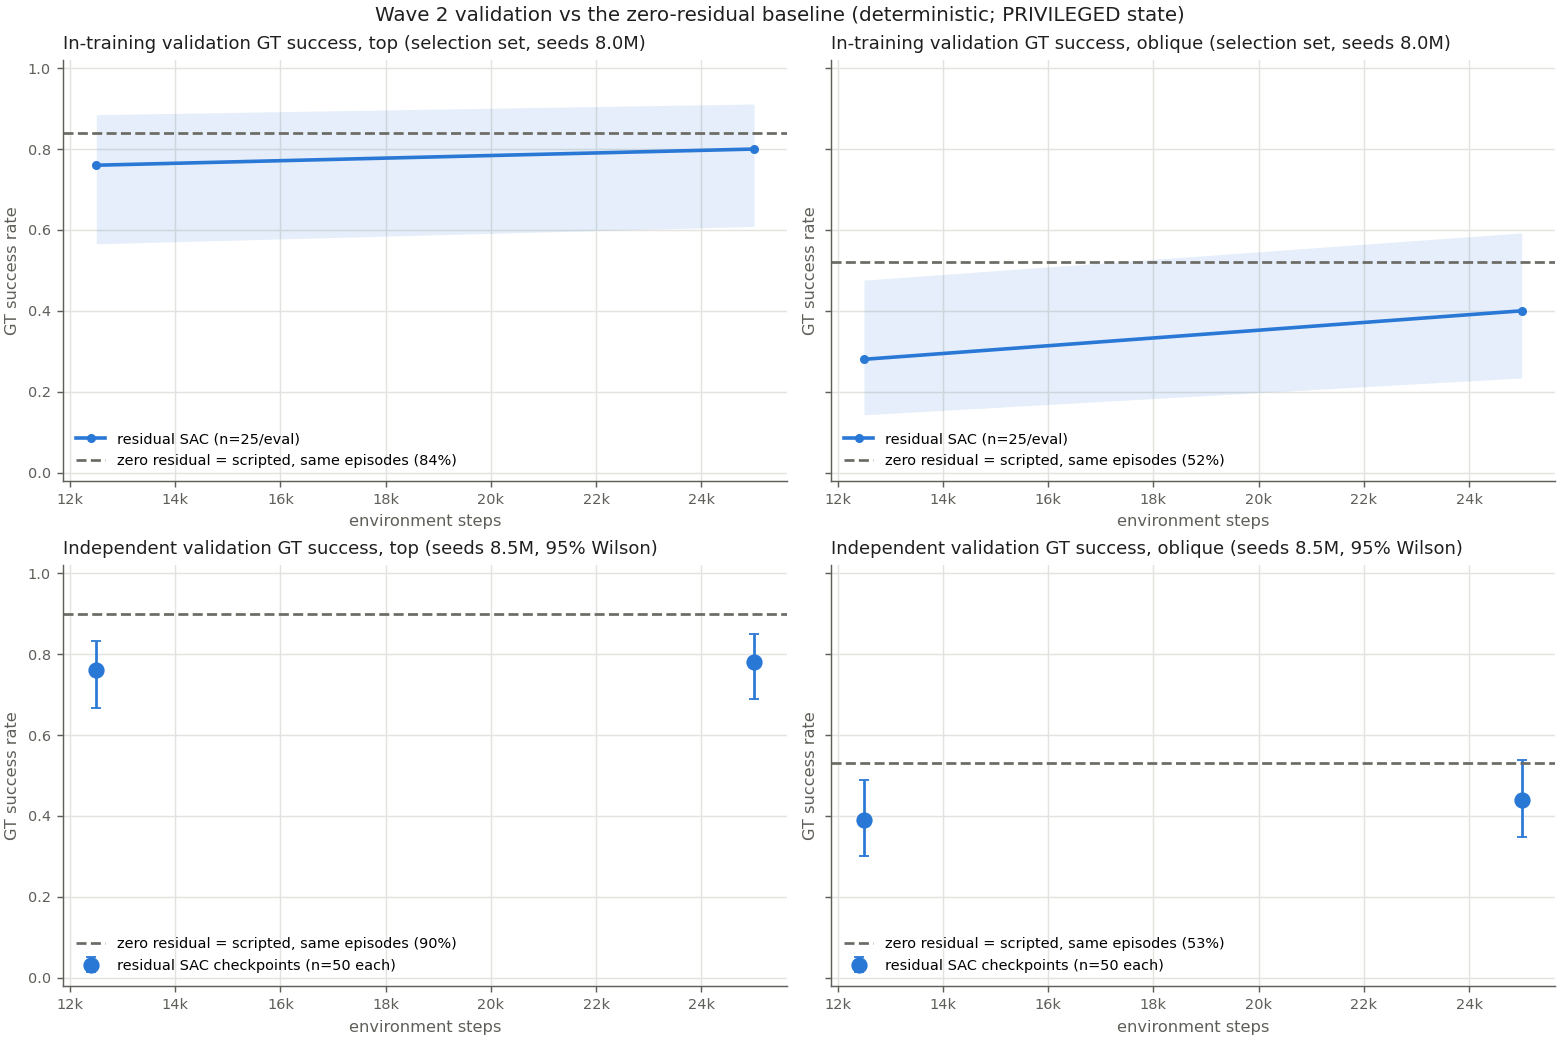 Wave 2 validation vs the zero-residual baseline (deterministic; PRIVILEGED state)
In-training validation GT success, top (selection set, seeds 8.0M)
GT success rate
1.0
0.8
0.6
0.4
0.2
0.0
residual SAC (n=25/eval)
zero residual = scripted, same episodes (84%)
12k 14k 16k 18k 20k 22k 24k
environment steps
In-training validation GT success, oblique (selection set, seeds 8.0M)
GT success rate
residual SAC (n=25/eval)
zero residual = scripted, same episodes (52%)
12k 14k 16k 18k 20k 22k 24k
environment steps
Independent validation GT success, top (seeds 8.5M, 95% Wilson)
GT success rate
1.0
0.8
0.6
0.4
0.2
0.0
zero residual = scripted, same episodes (90%)
residual SAC checkpoints (n=50 each)
12k 14k 16k 18k 20k 22k 24k
environment steps
Independent validation GT success, oblique (seeds 8.5M, 95% Wilson)
GT success rate
zero residual = scripted, same episodes (53%)
residual SAC checkpoints (n=50 each)
12k 14k 16k 18k 20k 22k 24k
environment steps